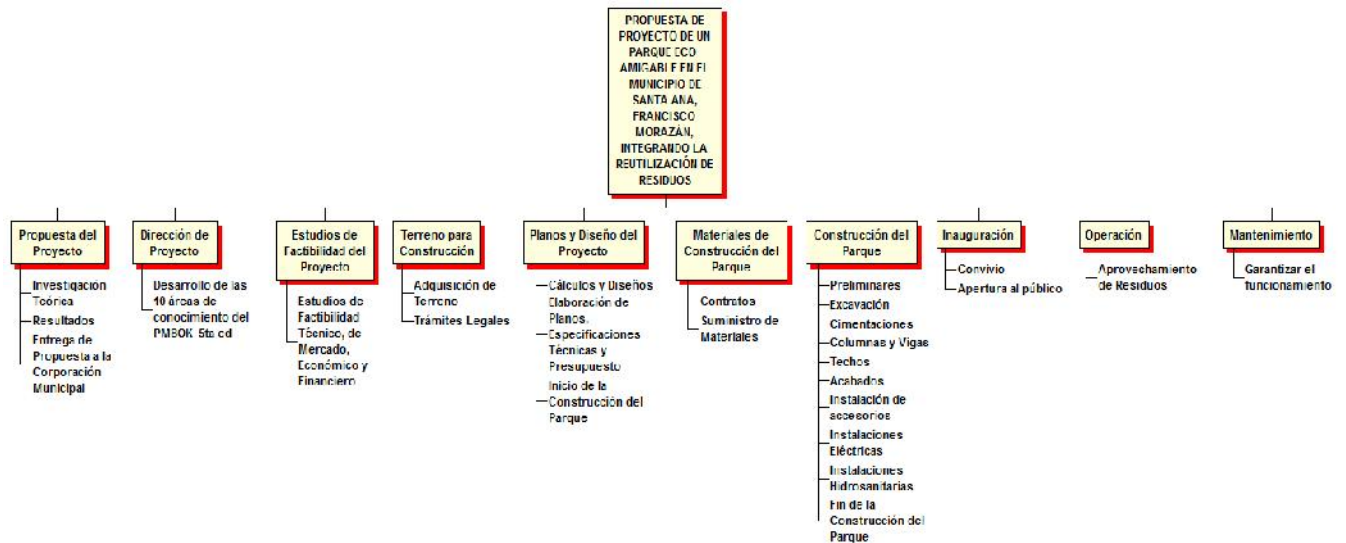 PROPUESTA DE
PROYECTO DE UN
PARQUE ECO
AMIGABLE EN EL
MUNICIPIO DE
SANTA ANA,
FRANCISCO
MORAZÁN,
INTEGRANDO LA
REUTILIZACIÓN DE
RESIDUOS
Propuesta del
Proyecto
Investigación
Teórica
Resultados
Entrega de
Propuesta a la
Corporación
Municipal
Dirección de
Proyecto
Desarrollo de las
10 áreas de
conocimiento del
PMBOK 5ta ed
Estudios de
Factibilidad del
Proyecto
Estudios de
Factibilidad
Técnico, de
Mercado,
Económico y
Financiero
Terreno para
Construcción
Adquisición de
Terreno
Trámites Legales
Planos y Diseño del
Proyecto
Cálculos y Diseños
Elaboración de
Planos,
Especificaciones
Técnicas y
Presupuesto
Inicio de la
Construcción del
Parque
Materiales de
Construcción del
Parque
Contratos
Suministro de
Materiales
Construcción del
Parque
Preliminares
Excavación
Cimentaciones
Columnas y Vigas
Techos
Acabados
Instalación de
accesorios
Instalaciones
Eléctricas
Instalaciones
Hidrosanitarias
Fin de la
Construcción del
Parque
Inauguración
Convivio
Apertura al público
Operación
Aprovechamiento
de Residuos
Mantenimiento
Garantizar el
funcionamiento